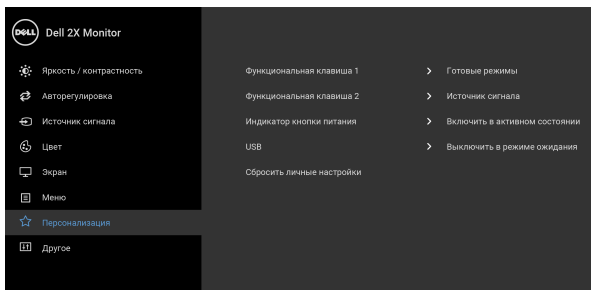 DELL Dell 2X Monitor
Яркость / контрастность
Функциональная клавиша 1
Готовые режимы
Авторегулировка
Функциональная клавиша 2
Источник сигнала
Источник сигнала
Индикатор кнопки питания
Включить в активном состоянии
Цвет
USB
Выключить в режиме ожидания
Экран
Сбросить личные настройки
Меню
Персонализация
Другое